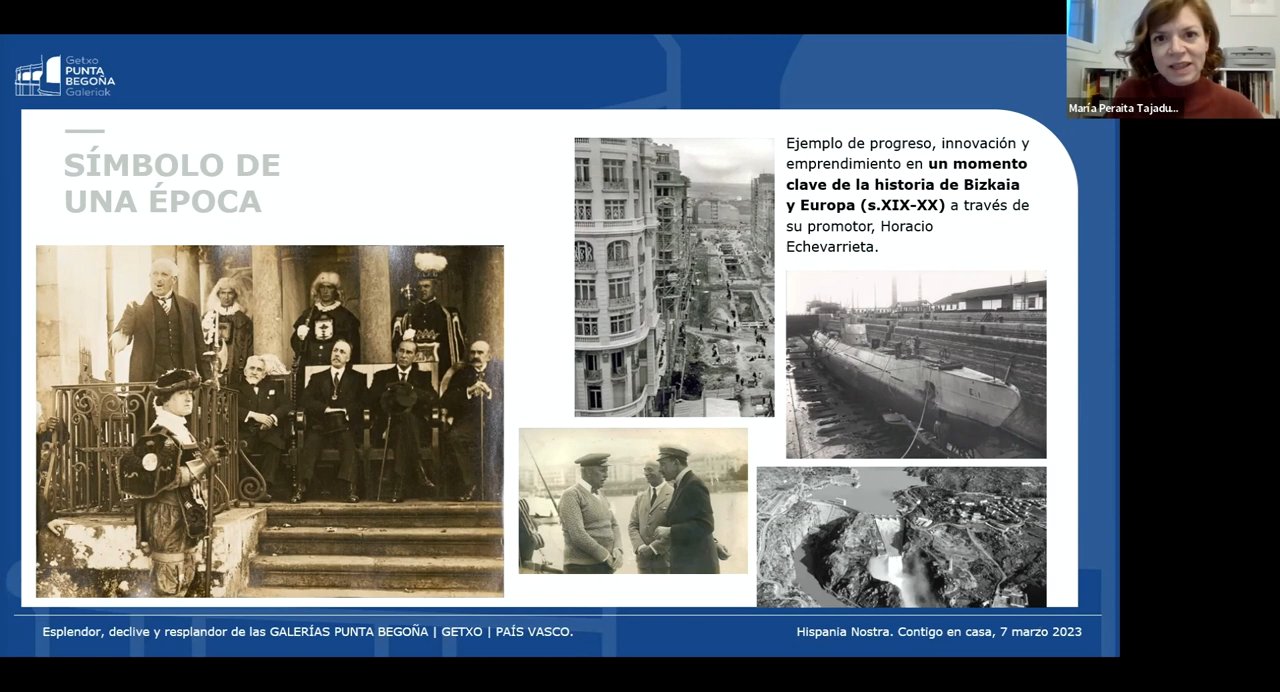 Getxo
PUNTA
BEGOÑA
Galeriak
María Peraita Tajadu...
SÍMBOLO DE
UNA ÉPOCA
Ejemplo de progreso, innovación y
emprendimiento en un momento
clave de la historia de Bizkaia
y Europa (s.XIX-XX) a través de
su promotor, Horacio
Echevarrieta.
Esplendor, declive y resplandor de las GALERÍAS PUNTA BEGOÑA | GETXO | PAÍS VASCO.
Hispania Nostra. Contigo en casa, 7 marzo 2023